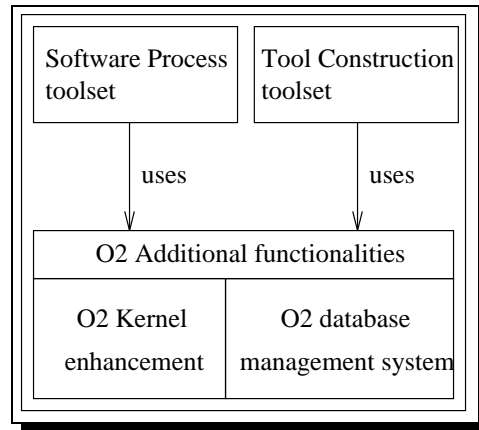 Software Process
toolset
Tool Construction
toolset
uses
uses
O2 Additional functionalities
O2 Kernel
enhancement
O2 database
management system